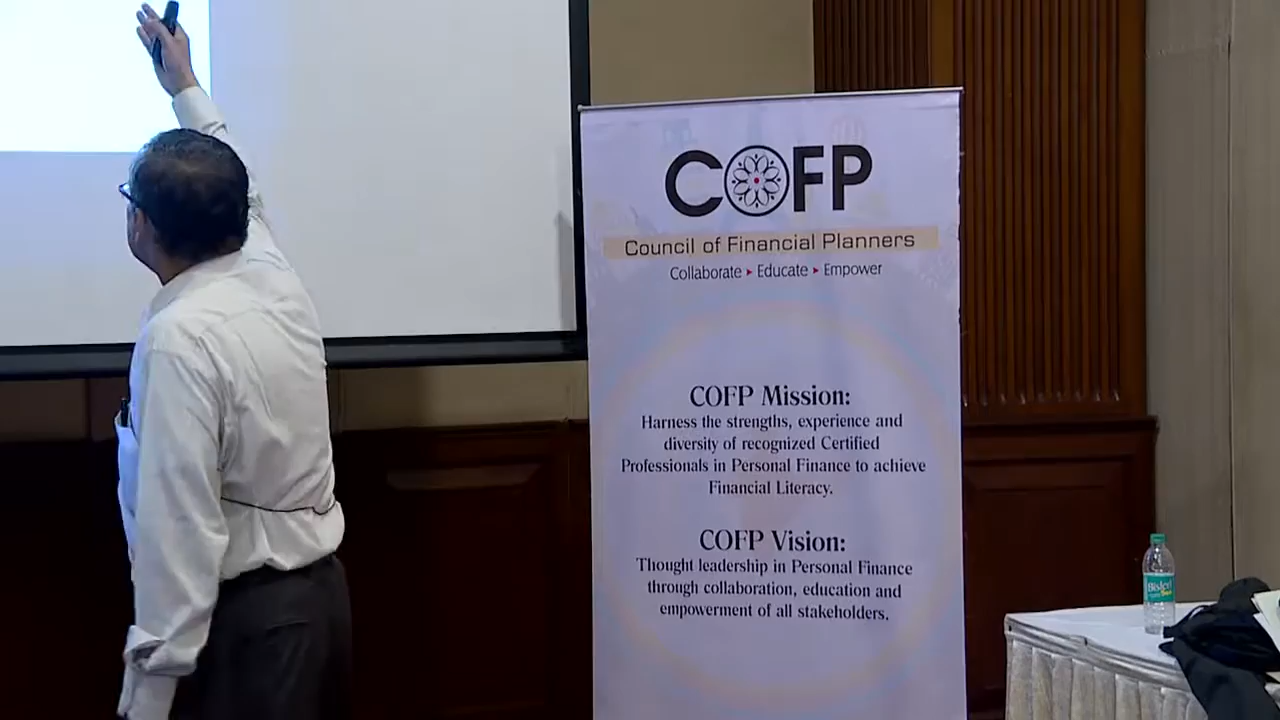 COFP
Council of Financial Planners
Collaborate ▸ Educate ▸ Empower
COFP Mission:
Harness the strengths, experience and
diversity of recognized Certified
Professionals in Personal Finance to achieve
Financial Literacy.
COFP Vision:
Thought leadership in Personal Finance
through collaboration, education and
empowerment of all stakeholders.
Bisleri